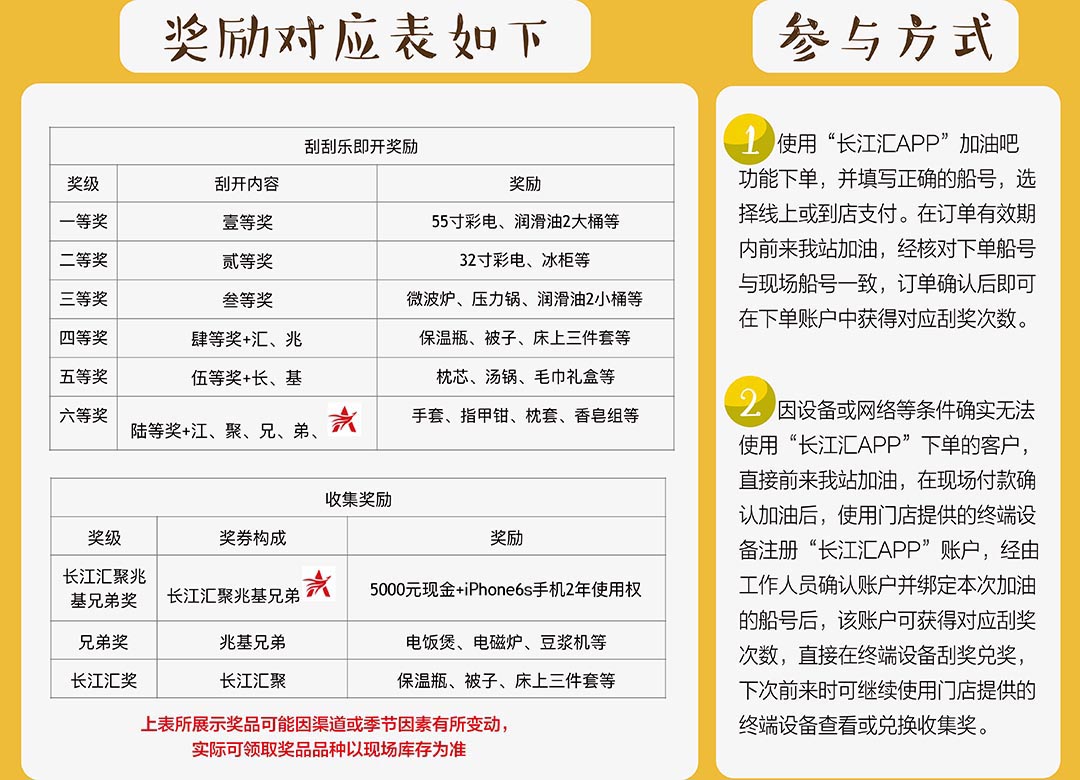 奖励对应表如下
刮刮乐即开奖励
奖级 刮开内容 奖励
一等奖 壹等奖 55寸彩电、润滑油2大桶等
二等奖 贰等奖 32寸彩电、冰柜等
三等奖 叁等奖 微波炉、压力锅、润滑油2小桶等
四等奖 肆等奖+汇、兆 保温瓶、被子、床上三件套等
五等奖 伍等奖+长、基 枕芯、汤锅、毛巾礼盒等
六等奖 陆等奖+江、聚、兄、弟、 手套、指甲钳、枕套、香皂组等
收集奖励
奖级 奖券构成 奖励
长江汇聚兆
基兄弟奖 长江汇聚兆基兄弟 5000元现金+iPhone6s手机2年使用权
兄弟奖 兆基兄弟 电饭煲、电磁炉、豆浆机等
长江汇奖 长江汇聚 保温瓶、被子、床上三件套等
上表所展示奖品可能因渠道或季节因素有所变动，
实际可领取奖品品种以现场库存为准
参与方式
1 使用“长江汇APP”加油吧
功能下单，并填写正确的船号，选
择线上或到店支付。在订单有效期
内前来我站加油，经核对下单船号
与现场船号一致，订单确认后即可
在下单账户中获得对应刮奖次数。
2 因设备或网络等条件确实无法
使用“长江汇APP”下单的客户，
直接前来我站加油，在现场付款确
认加油后，使用门店提供的终端设
备注册“长江汇APP”账户，经由
工作人员确认账户并绑定本次加油
的船号后，该账户可获得对应刮奖
次数，直接在终端设备刮奖兑奖，
下次前来时可继续使用门店提供的
终端设备查看或兑换收集奖。